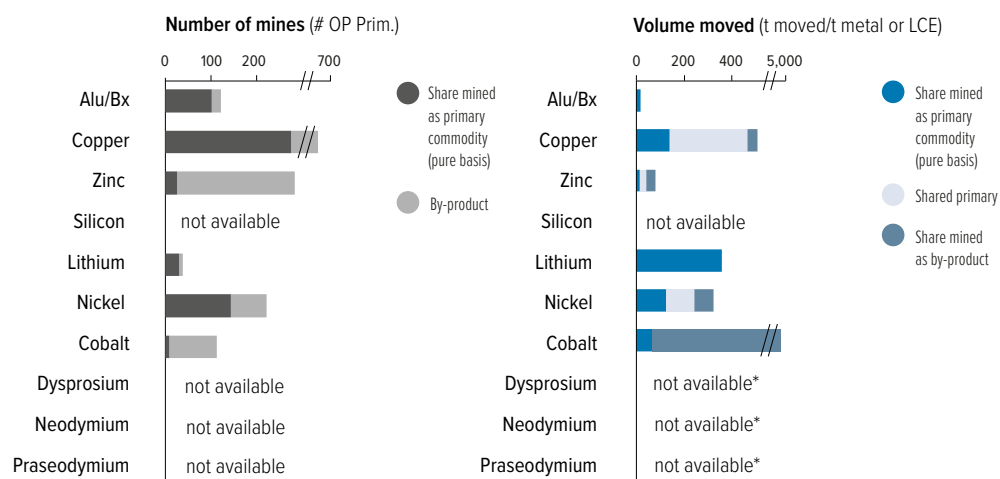 Number of mines (# OP Prim.)
0 100 200 700
Alu/Bx
Copper
Zinc
Silicon not available
Lithium
Nickel
Cobalt
Dysprosium not available
Neodymium not available
Praseodymium not available
Share mined
as primary
commodity
(pure basis)
By-product
Volume moved (t moved/t metal or LCE)
0 200 400 5,000
Alu/Bx
Copper
Zinc
Silicon not available
Lithium
Nickel
Cobalt
Dysprosium not available*
Neodymium not available*
Praseodymium not available*
Share mined
as primary
commodity
(pure basis)
Shared primary
Share mined
as by-product